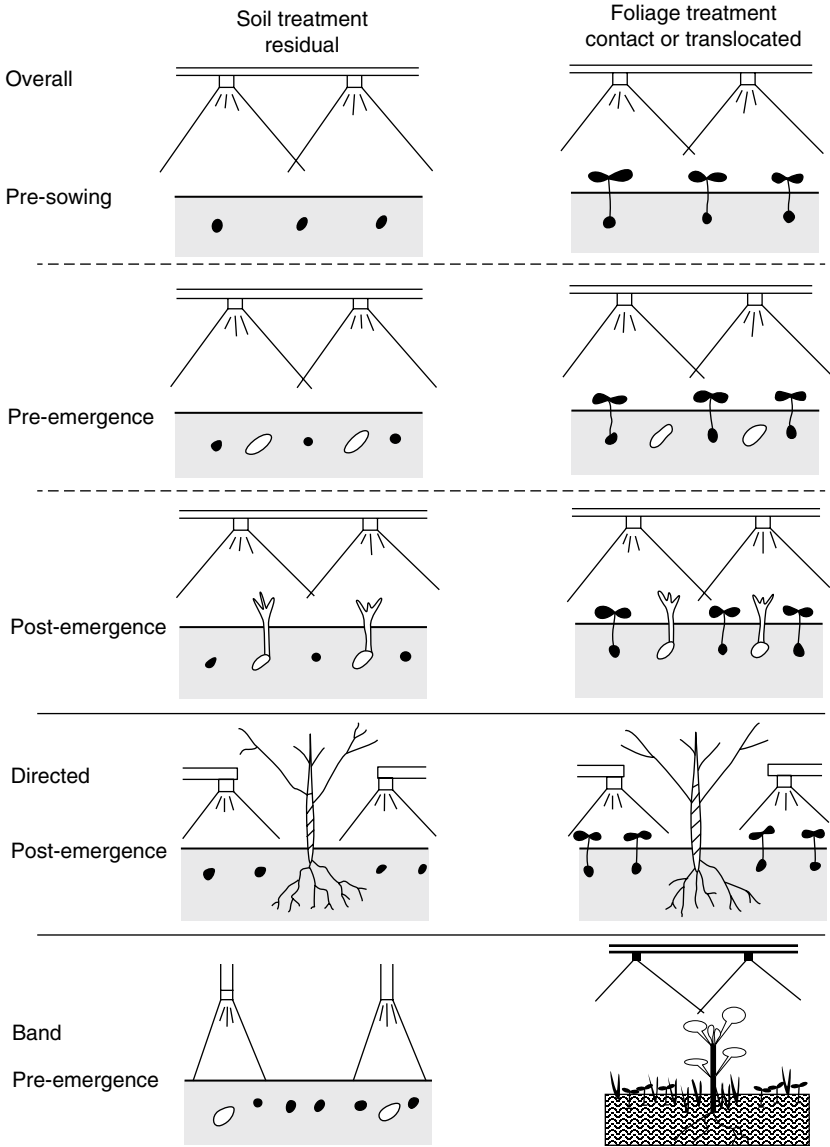 Soil treatment
residual
Foliage treatment
contact or translocated
Overall
Pre-sowing
Pre-emergence
Post-emergence
Directed
Post-emergence
Band
Pre-emergence